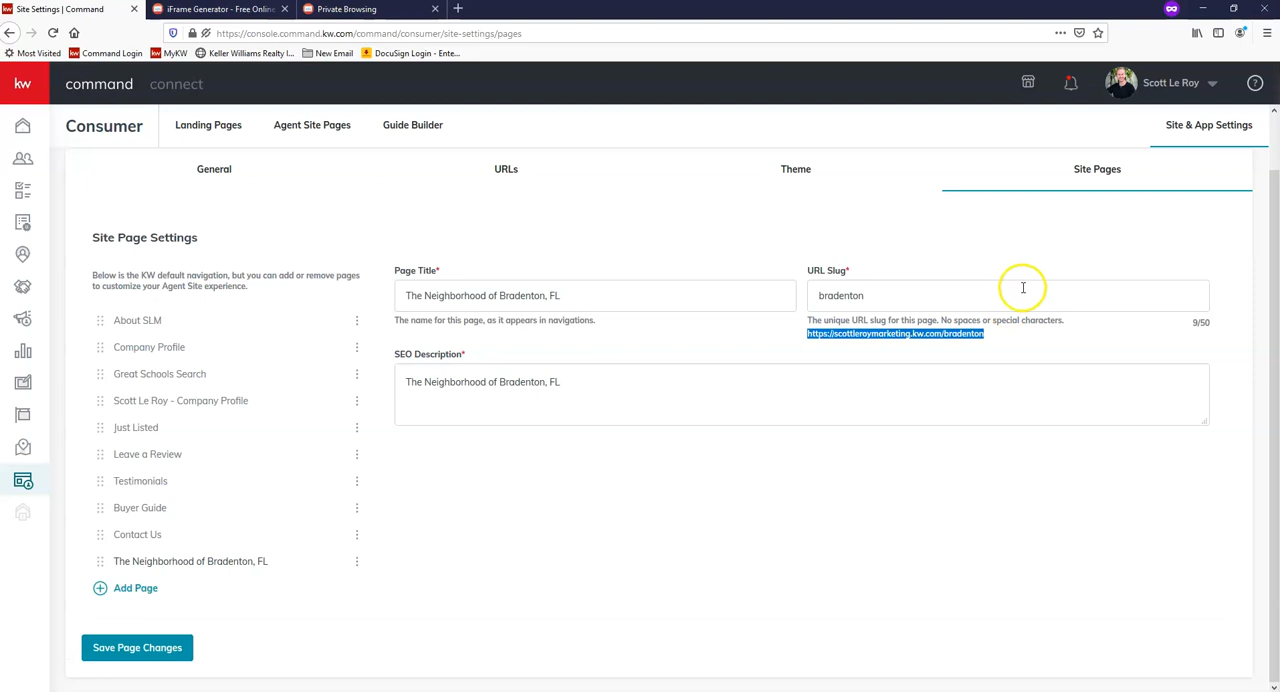 Site Settings | Command
iFrame Generator - Free Online
Private Browsing
https://console.command.kw.com/command/consumer/site-settings/pages
Most Visited
Command Login
MyKW
Keller Williams Realty I...
New Email
DocuSign Login - Ente...
kw
command
connect
Scott Le Roy
Consumer
Landing Pages
Agent Site Pages
Guide Builder
Site & App Settings
General
URLs
Theme
Site Pages
Site Page Settings
Below is the KW default navigation, but you can add or remove pages
to customize your Agent Site experience.
About SLM
Company Profile
Great Schools Search
Scott Le Roy - Company Profile
Just Listed
Leave a Review
Testimonials
Buyer Guide
Contact Us
The Neighborhood of Bradenton, FL
Add Page
Save Page Changes
Page Title*
The Neighborhood of Bradenton, FL
The name for this page, as it appears in navigations.
URL Slug*
bradenton
The unique URL slug for this page. No spaces or special characters.
9/50
https://scottleroymarketing.kw.com/bradenton
SEO Description*
The Neighborhood of Bradenton, FL